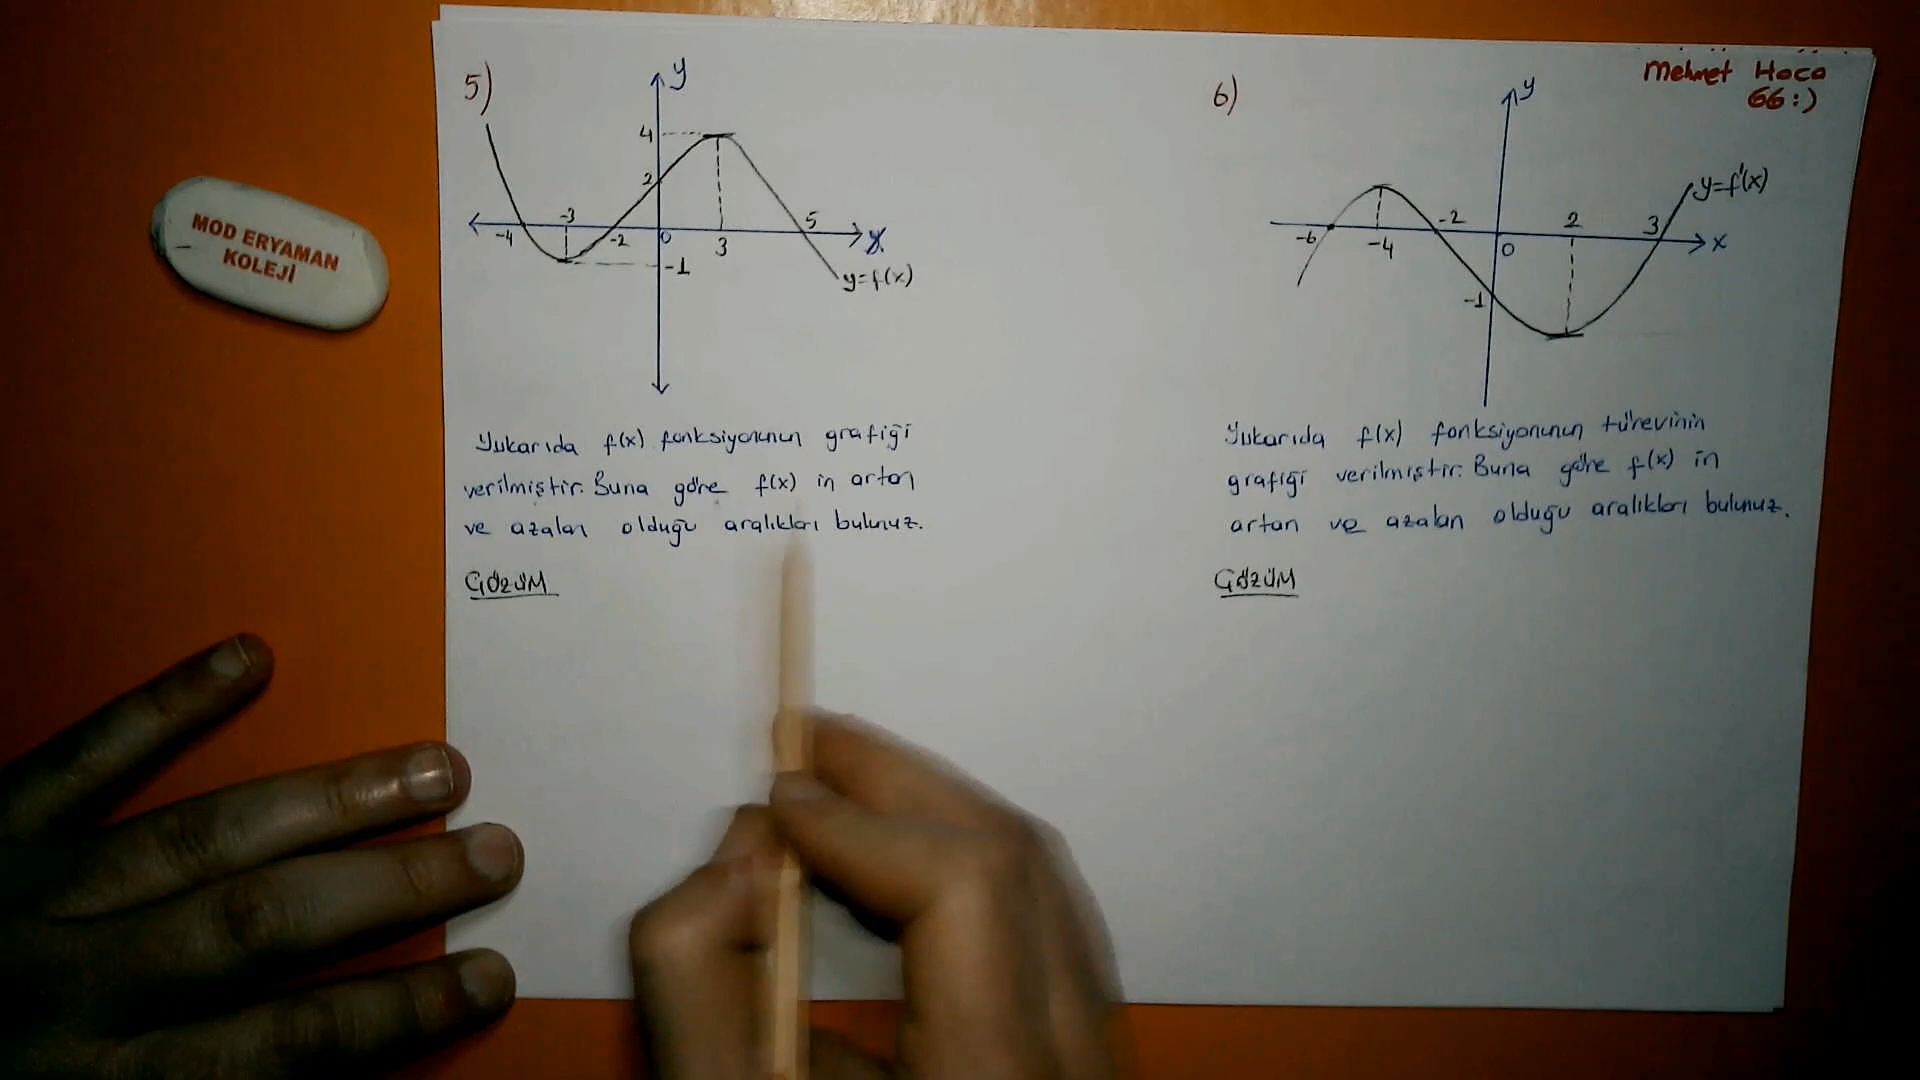 Mehmet Hoca
66:)
5)
y
4
2
-3
-4
-2
0
3
5
x
-1
y=f(x)
Yukarıda f(x) fonksiyonunun grafiği
verilmiştir. Buna göre f(x) in artan
ve azalan olduğu aralıkları bulunuz.
ÇÖZÜM
6)
y
y=f'(x)
-6
-4
-2
0
2
3
x
-1
Yukarıda f(x) fonksiyonunun türevinin
grafiği verilmiştir. Buna göre f(x) in
artan ve azalan olduğu aralıkları bulunuz.
ÇÖZÜM
MOD ERYAMAN
KOLEJİ